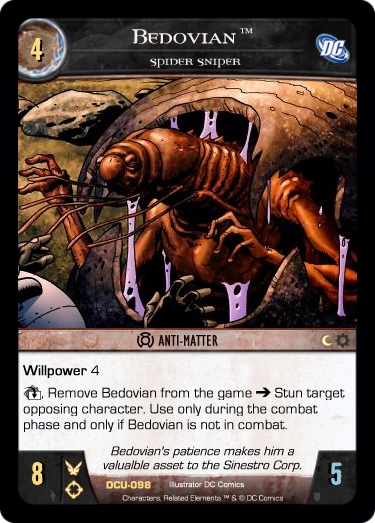 4
BEDOVIAN™
SPIDER SNIPER
DC
ANTI-MATTER
Willpower 4
, Remove Bedovian from the game ➔ Stun target
opposing character. Use only during the combat
phase and only if Bedovian is not in combat.
Bedovian's patience makes him a
valualble asset to the Sinestro Corp.
8
DCU-098 Illustrator DC Comics
5
Characters, Related Elements ™ & © DC Comics